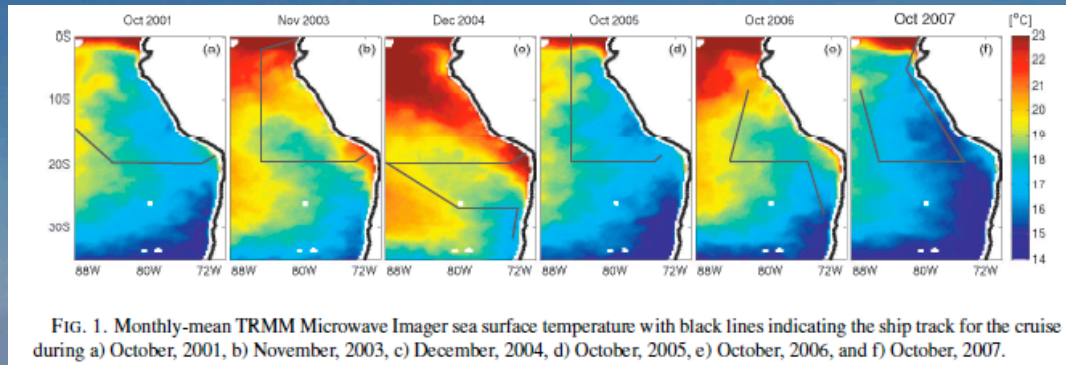 Oct 2001 Nov 2003 Dec 2004 Oct 2005 Oct 2006 Oct 2007 [°C]
0S (a) (b) (c) (d) (e) (f) 23
22
10S 21
20
19
20S 18
17
16
30S 15
14
88W 80W 72W 88W 80W 72W 88W 80W 72W 88W 80W 72W 88W 80W 72W 88W 80W 72W
FIG. 1. Monthly-mean TRMM Microwave Imager sea surface temperature with black lines indicating the ship track for the cruise
during a) October, 2001, b) November, 2003, c) December, 2004, d) October, 2005, e) October, 2006, and f) October, 2007.